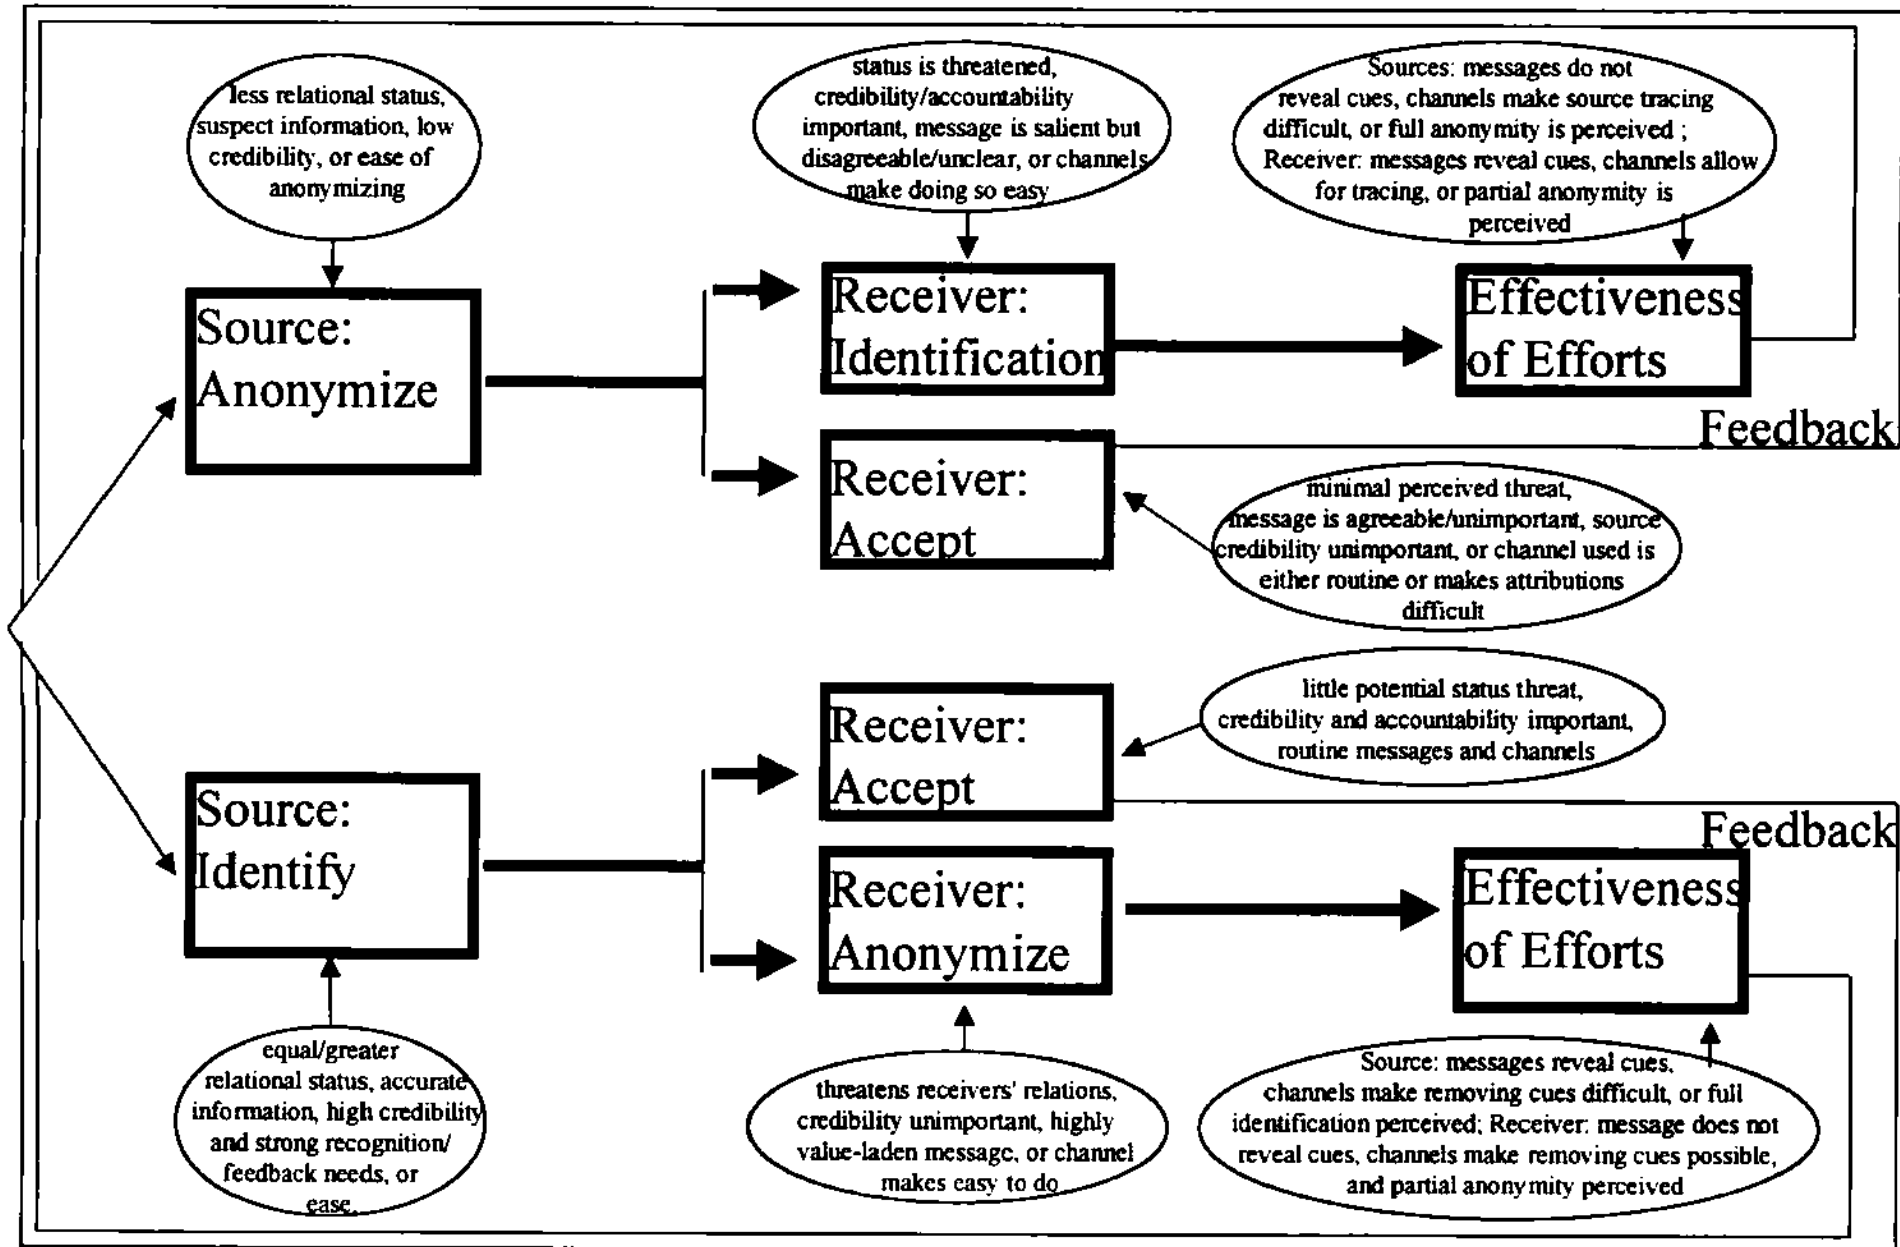 less relational status,
suspect information, low
credibility, or ease of
anonymizing
status is threatened,
credibility/accountability
important, message is salient but
disagreeable/unclear, or channels
make doing so easy
Sources: messages do not
reveal cues, channels make source tracing
difficult, or full anonymity is perceived ;
Receiver: messages reveal cues, channels allow
for tracing, or partial anonymity is
perceived
Source:
Anonymize
Receiver:
Identification
Effectiveness
of Efforts
Feedback
Receiver:
Accept
minimal perceived threat,
message is agreeable/unimportant, source
credibility unimportant, or channel used is
either routine or makes attributions
difficult
Receiver:
Accept
little potential status threat,
credibility and accountability important,
routine messages and channels
Feedback
Source:
Identify
Receiver:
Anonymize
Effectiveness
of Efforts
equal/greater
relational status, accurate
information, high credibility
and strong recognition/
feedback needs, or
ease.
threatens receivers' relations,
credibility unimportant, highly
value-laden message, or channel
makes easy to do
Source: messages reveal cues,
channels make removing cues difficult, or full
identification perceived; Receiver: message does not
reveal cues, channels make removing cues possible,
and partial anonymity perceived